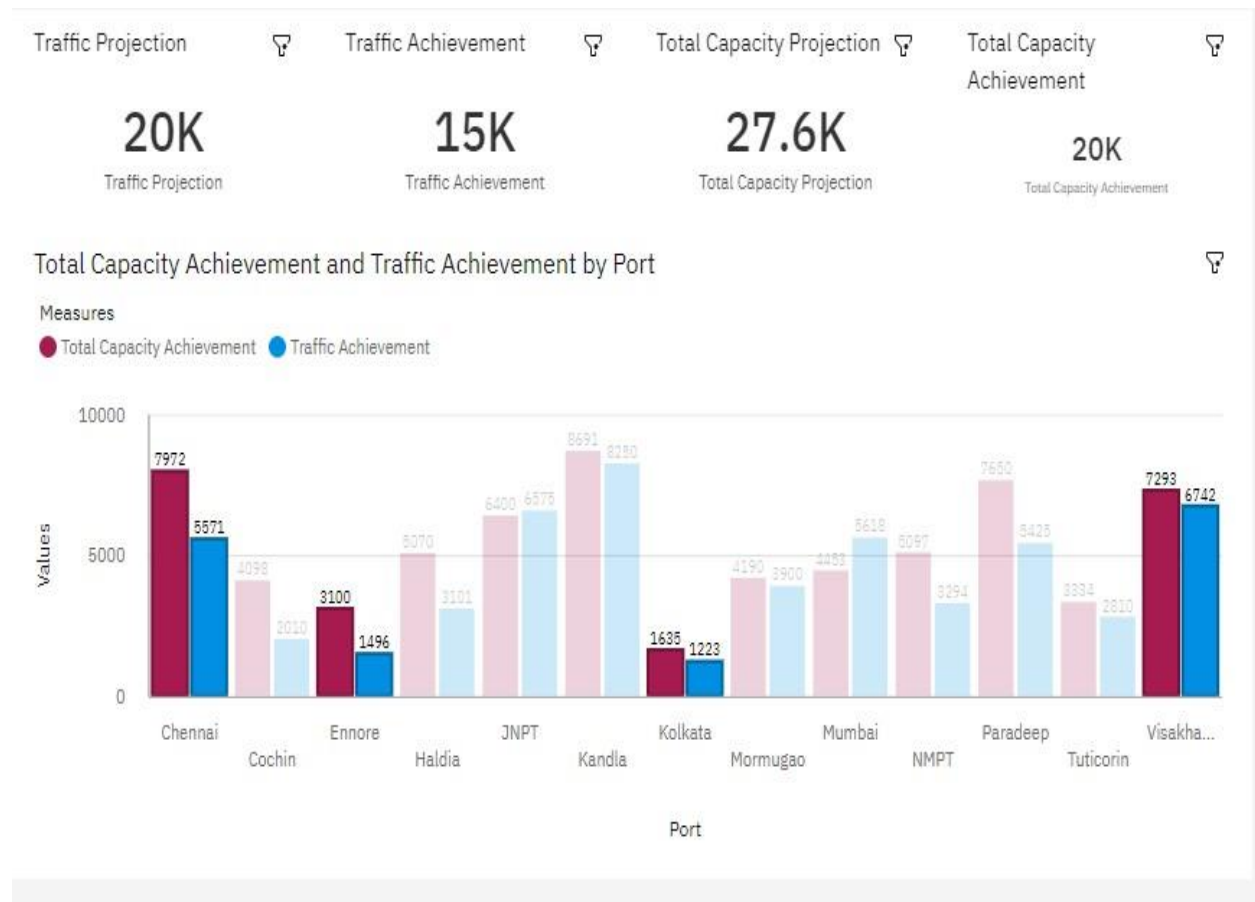 Traffic Projection
Traffic Achievement
Total Capacity Projection
Total Capacity
Achievement
20K
Traffic Projection
15K
Traffic Achievement
27.6K
Total Capacity Projection
20K
Total Capacity Achievement
Total Capacity Achievement and Traffic Achievement by Port
Measures
Total Capacity Achievement Traffic Achievement
Values
10000
5000
0
7972
5571
4098
2010
3100
1496
5070
3101
6400
6575
8691
8250
1635
1223
4190
3900
4453
5618
5097
3294
7650
5425
3334
2810
7293
6742
Chennai
Cochin
Ennore
Haldia
JNPT
Kandla
Kolkata
Mormugao
Mumbai
NMPT
Paradeep
Tuticorin
Visakha...
Port